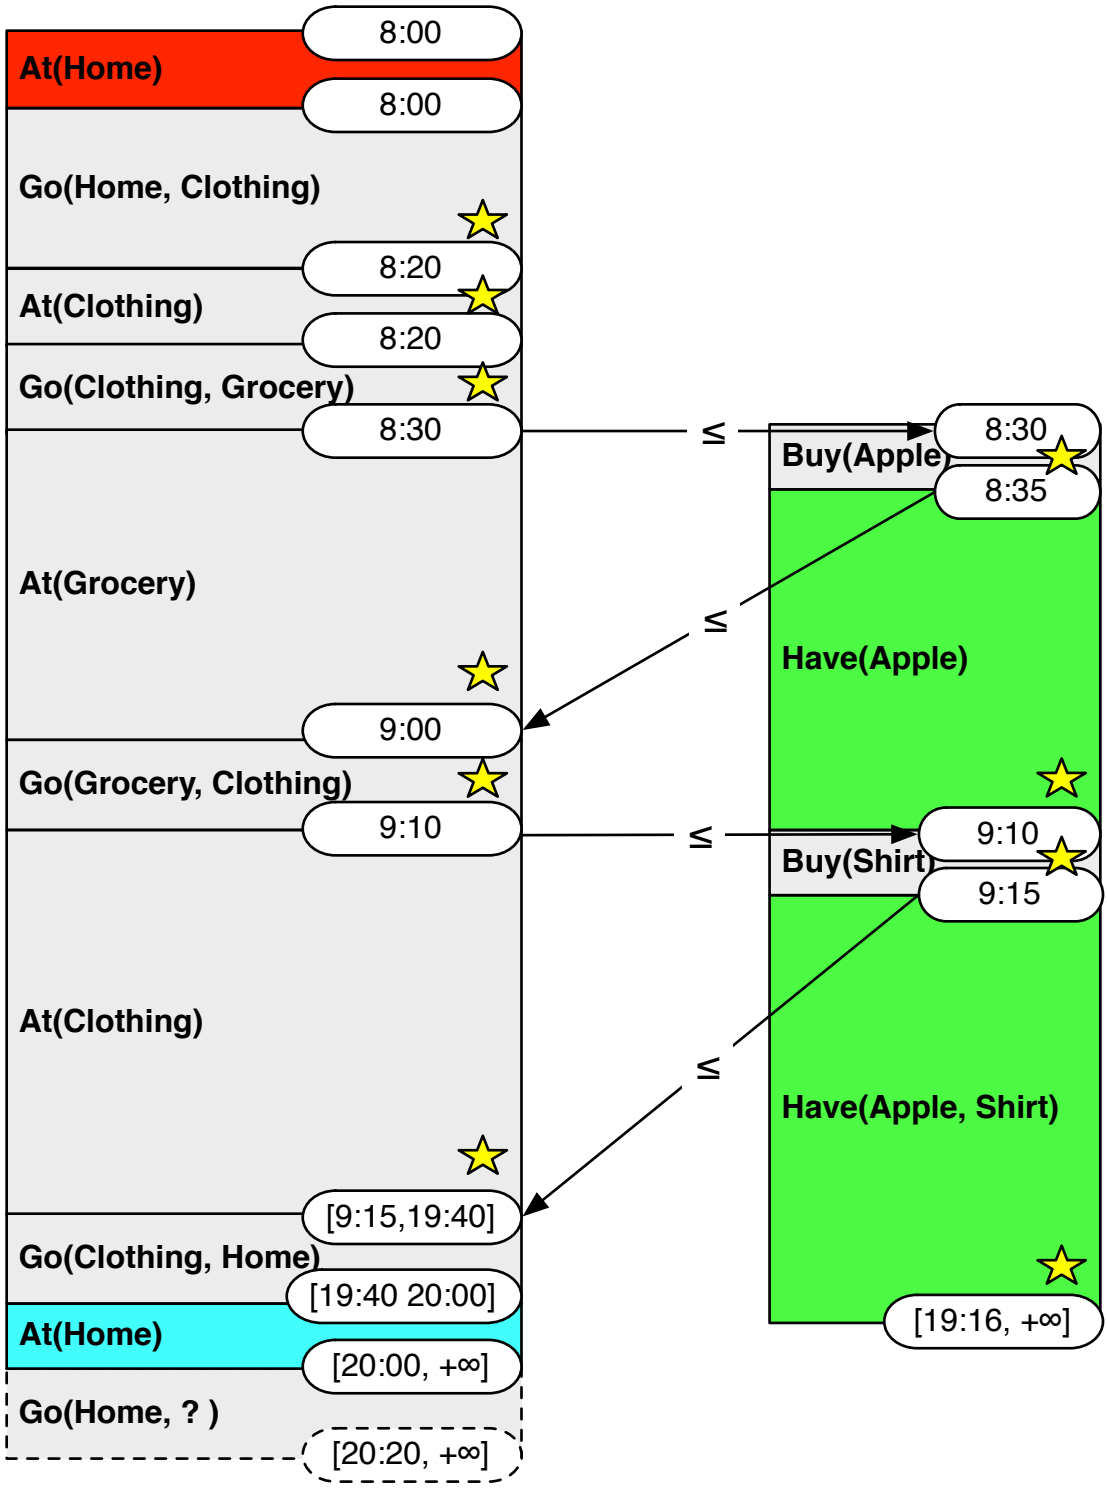 8:00
At(Home)
8:00
Go(Home, Clothing)
8:20
At(Clothing)
8:20
Go(Clothing, Grocery)
8:30
≤
8:30
Buy(Apple)
8:35
At(Grocery)
≤
Have(Apple)
9:00
Go(Grocery, Clothing)
9:10
≤
9:10
Buy(Shirt)
9:15
At(Clothing)
≤
Have(Apple, Shirt)
[9:15,19:40]
Go(Clothing, Home)
[19:40 20:00]
[19:16, +∞]
At(Home)
[20:00, +∞]
Go(Home, ? )
[20:20, +∞]